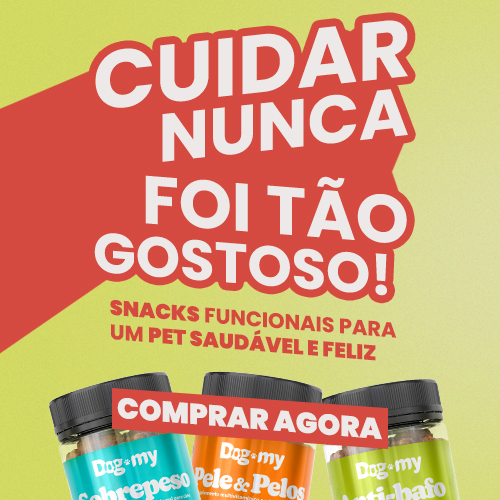 CUIDAR
NUNCA
FOI TÃO
GOSTOSO!
SNACKS FUNCIONAIS PARA
UM PET SAUDÁVEL E FELIZ
COMPRAR AGORA
Dog my
Sobrepeso
Dog my
Pele & Pelos
Dog my